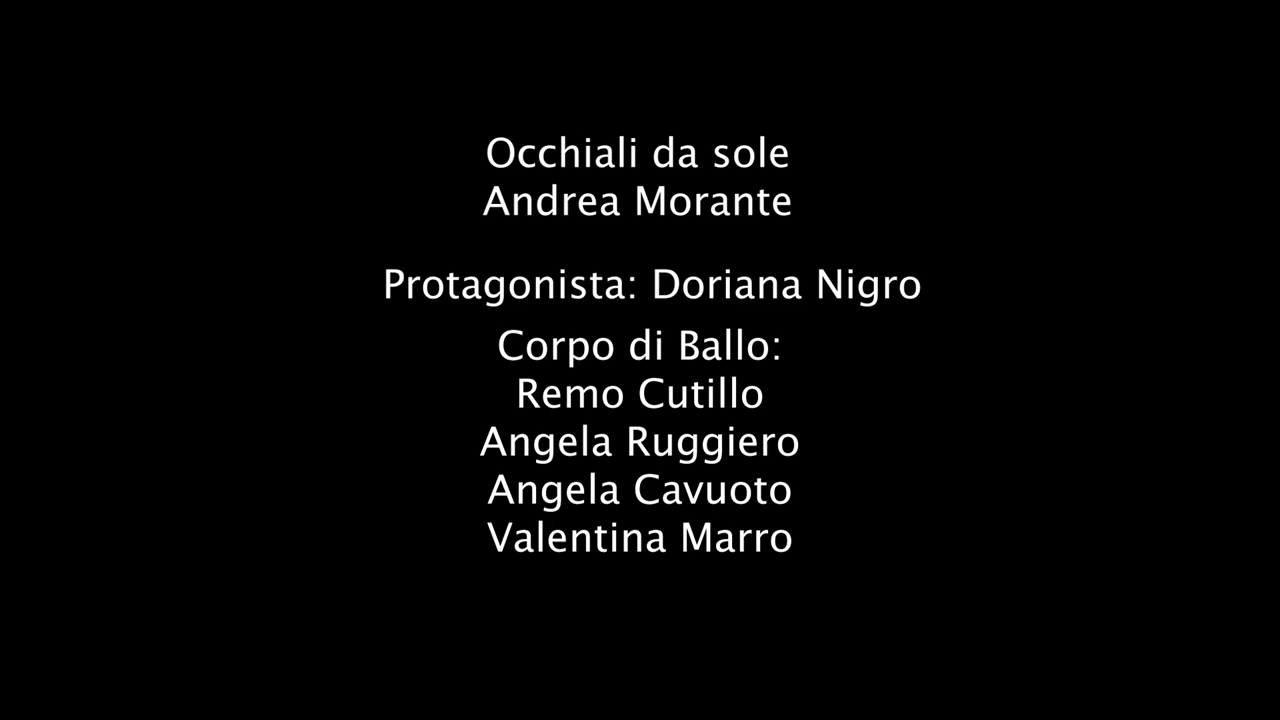 Occhiali da sole
Andrea Morante
Protagonista: Doriana Nigro
Corpo di Ballo:
Remo Cutillo
Angela Ruggiero
Angela Cavuoto
Valentina Marro